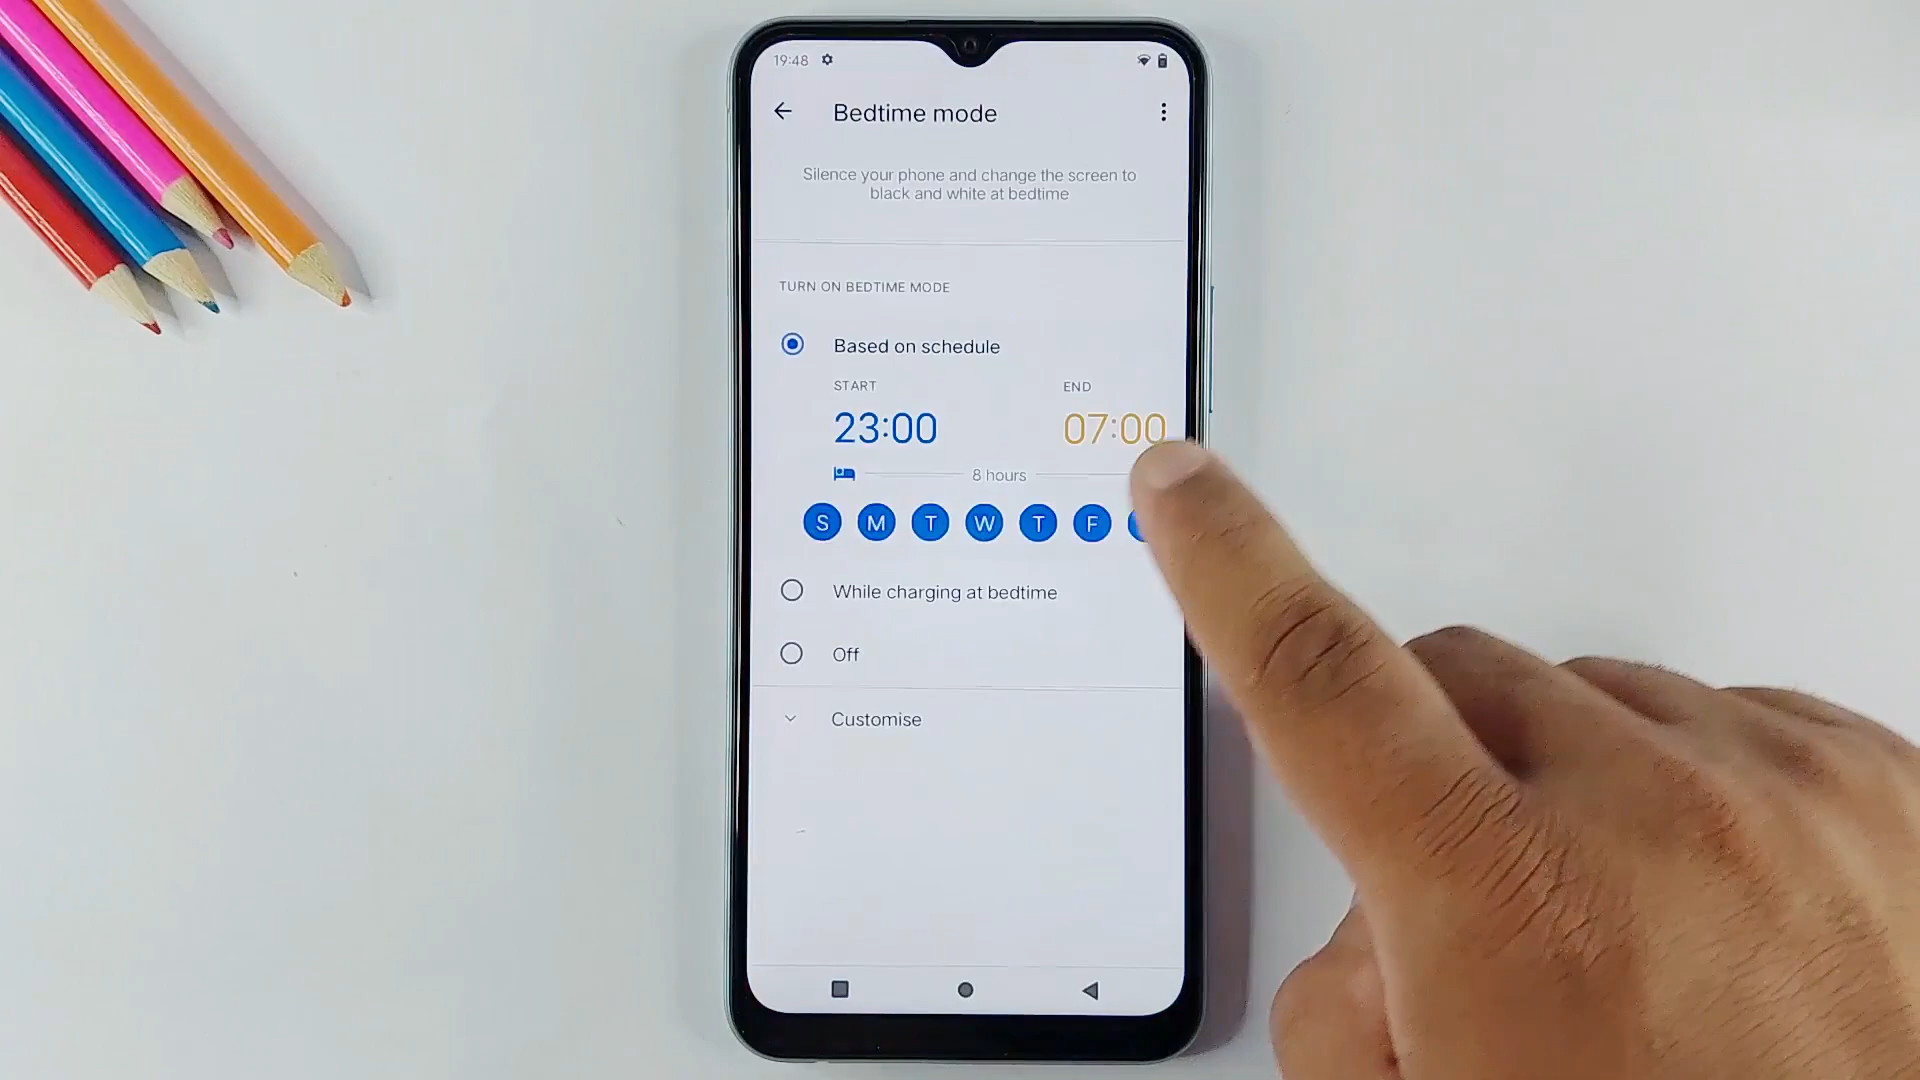 19:48
Bedtime mode
Silence your phone and change the screen to
black and white at bedtime
TURN ON BEDTIME MODE
Based on schedule
START END
23:00 07:00
8 hours
S M T W T F
While charging at bedtime
Off
Customise